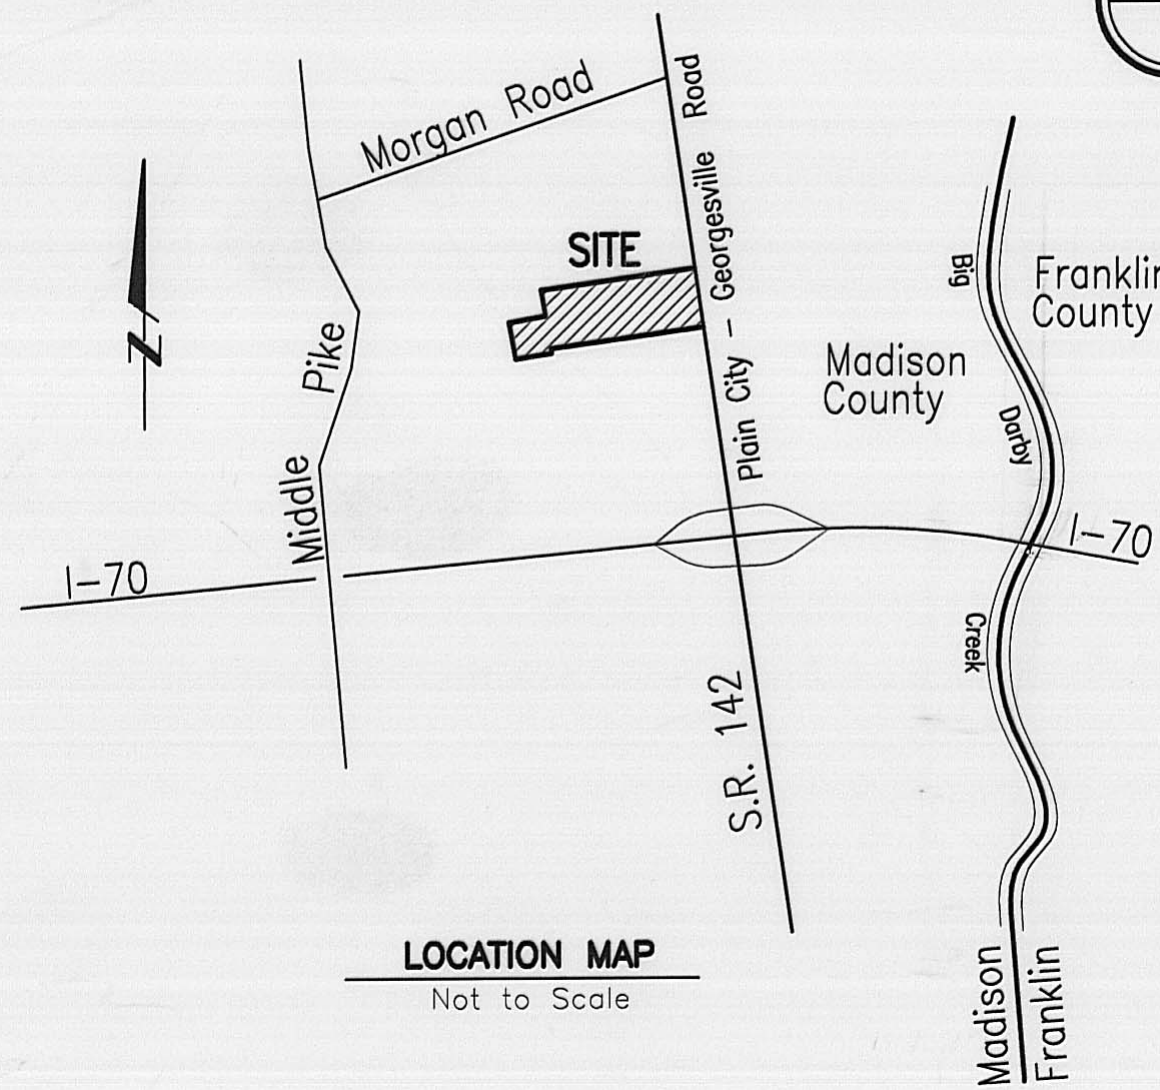 Morgan Road
Plain City – Georgesville Road
SITE
N
Middle Pike
Madison
County
Franklin
County
Big Darby Creek
I-70
I-70
S.R. 142
LOCATION MAP
Not to Scale
Madison
Franklin